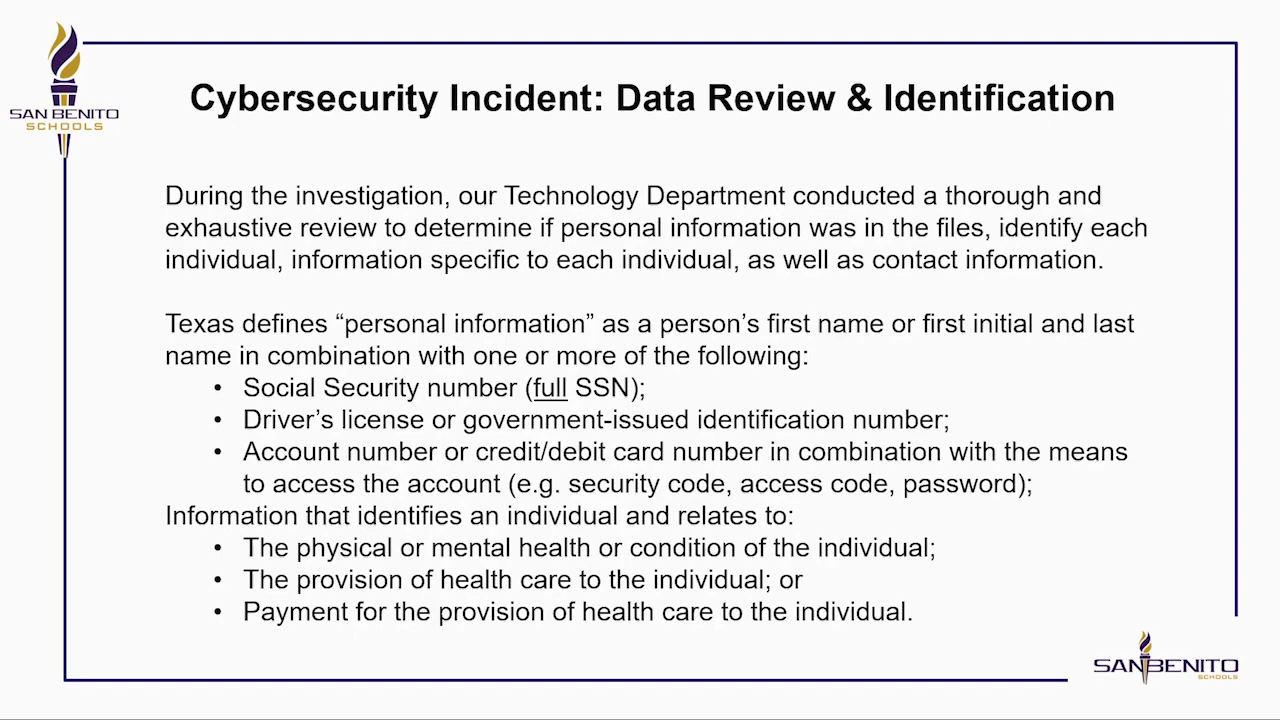 SAN BENITO
SCHOOLS
Cybersecurity Incident: Data Review & Identification
During the investigation, our Technology Department conducted a thorough and
exhaustive review to determine if personal information was in the files, identify each
individual, information specific to each individual, as well as contact information.
Texas defines “personal information” as a person’s first name or first initial and last
name in combination with one or more of the following:
• Social Security number (full SSN);
• Driver’s license or government-issued identification number;
• Account number or credit/debit card number in combination with the means
to access the account (e.g. security code, access code, password);
Information that identifies an individual and relates to:
• The physical or mental health or condition of the individual;
• The provision of health care to the individual; or
• Payment for the provision of health care to the individual.
SAN BENITO
SCHOOLS